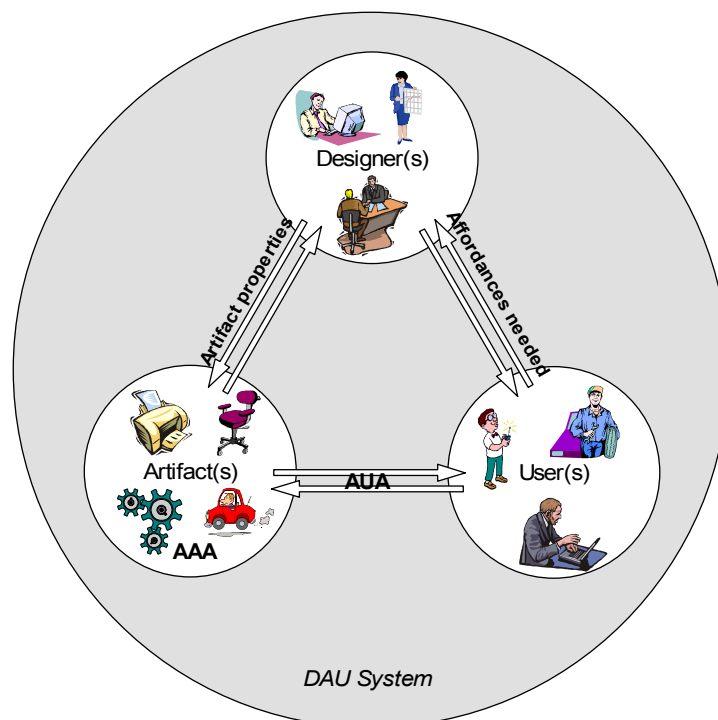 Designer(s)
Artifact properties
Affordances needed
Artifact(s)
AUA
User(s)
AAA
DAU System